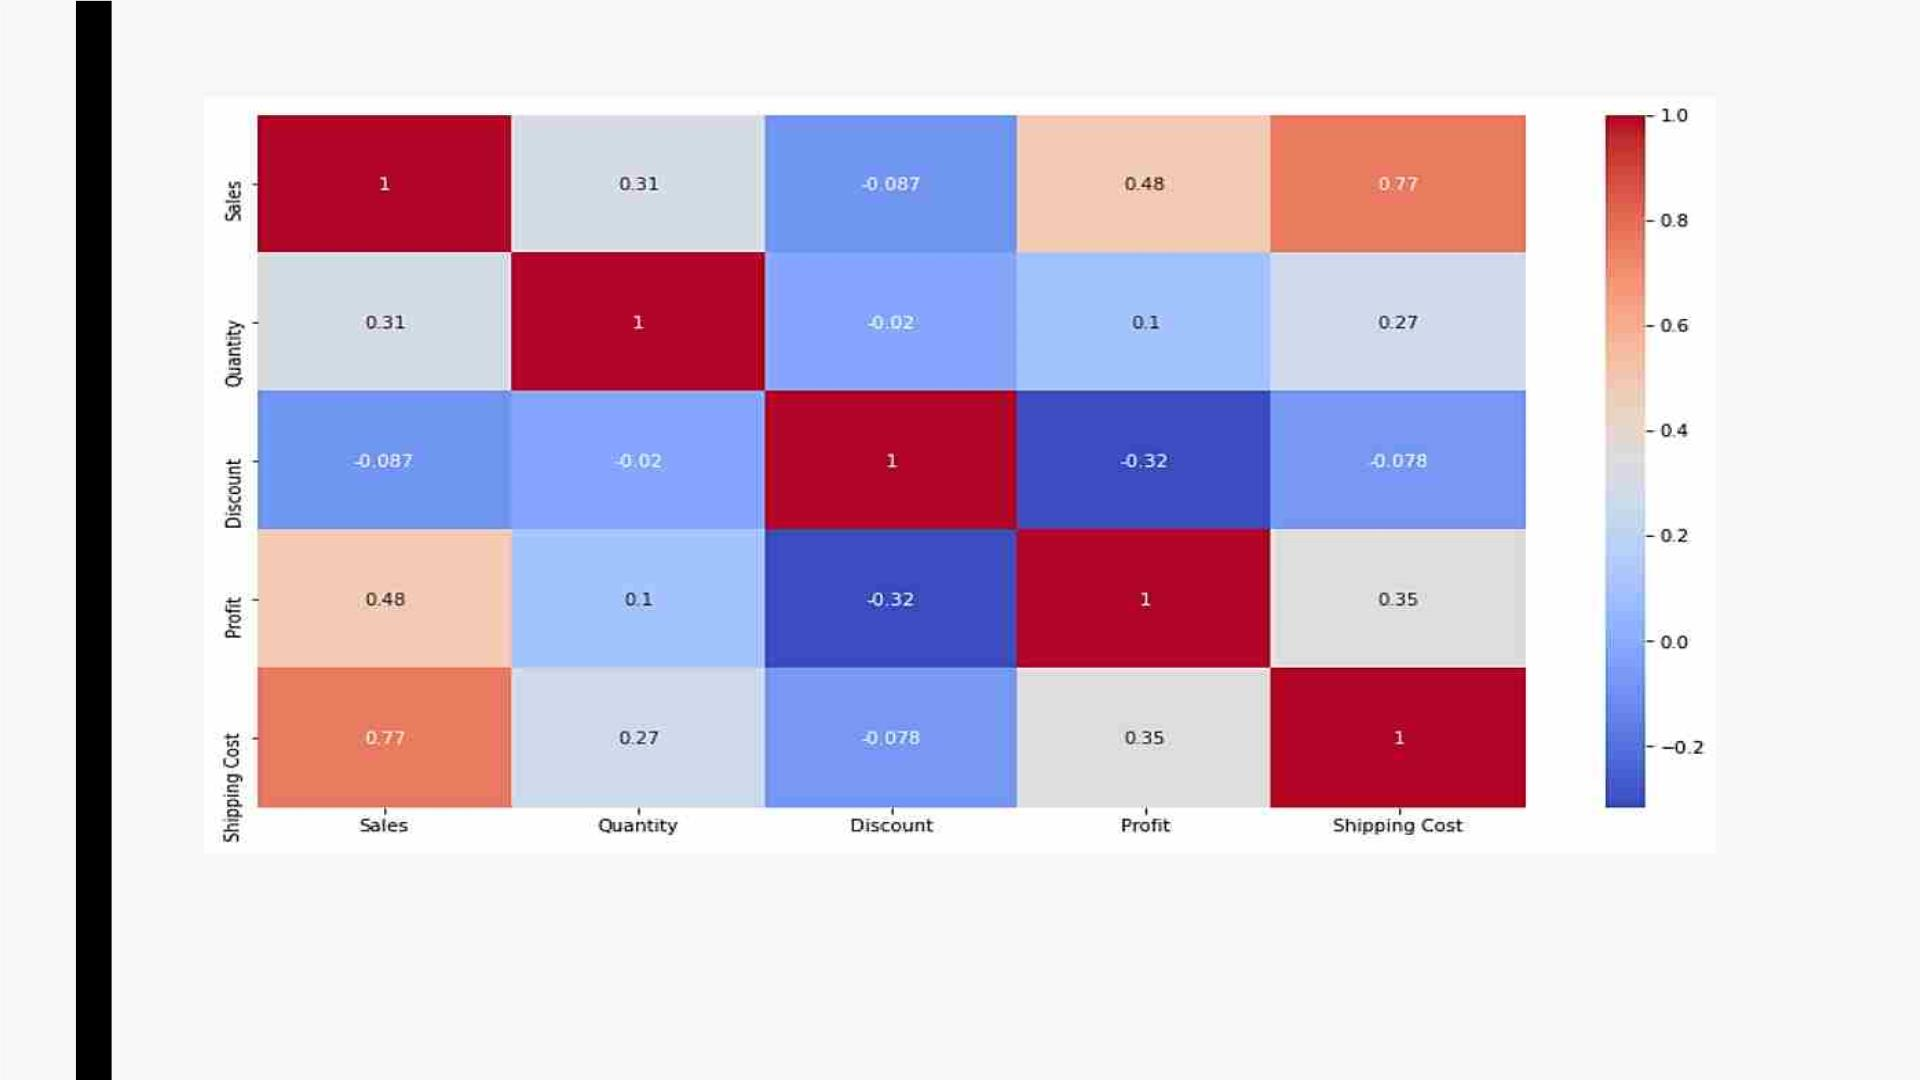 1.0
Sales 1 0.31 -0.087 0.48 0.77
0.8
Quantity 0.31 1 -0.02 0.1 0.27
0.6
0.4
Discount -0.087 -0.02 1 -0.32 -0.078
0.2
Profit 0.48 0.1 -0.32 1 0.35
0.0
Shipping Cost 0.77 0.27 -0.078 0.35 1
−0.2
Sales Quantity Discount Profit Shipping Cost